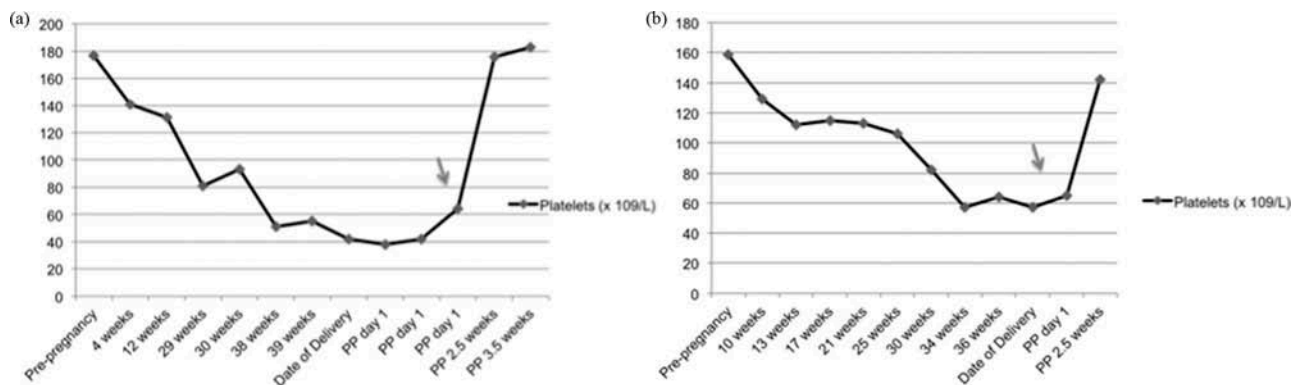 (a)
200
180
160
140
120
100
80
60
40
20
0
Platelets (x 109/L)
Pre-pregnancy
4 weeks
12 weeks
29 weeks
30 weeks
38 weeks
39 weeks
Date of Delivery
PP day 1
PP day 1
PP day 1
PP 2.5 weeks
PP 3.5 weeks
(b)
180
160
140
120
100
80
60
40
20
0
Platelets (x 109/L)
Pre-pregnancy
10 weeks
13 weeks
17 weeks
21 weeks
25 weeks
30 weeks
34 weeks
36 weeks
Date of Delivery
PP day 1
PP 2.5 weeks